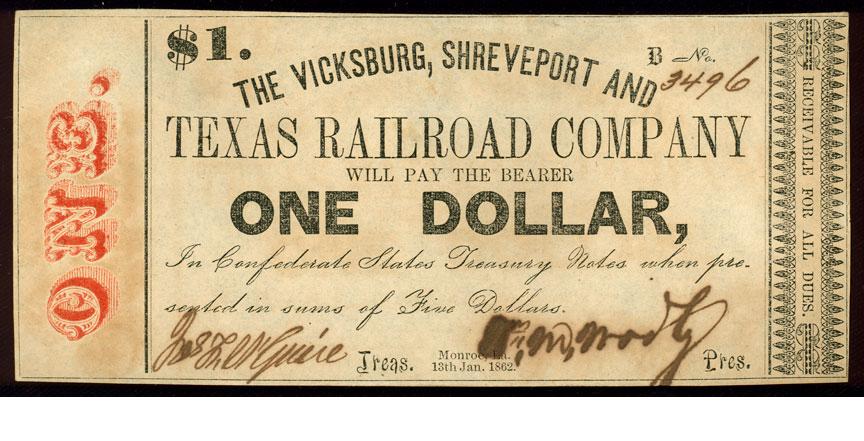 $1.
B No. 3496
THE VICKSBURG, SHREVEPORT AND
TEXAS RAILROAD COMPANY
WILL PAY THE BEARER
ONE DOLLAR,
In Confederate States Treasury Notes when pre-
sented in sums of Five Dollars.
Treas.
Monroe, La.
13th Jan. 1862.
Pres.
ONE.
RECEIVABLE FOR ALL DUES.